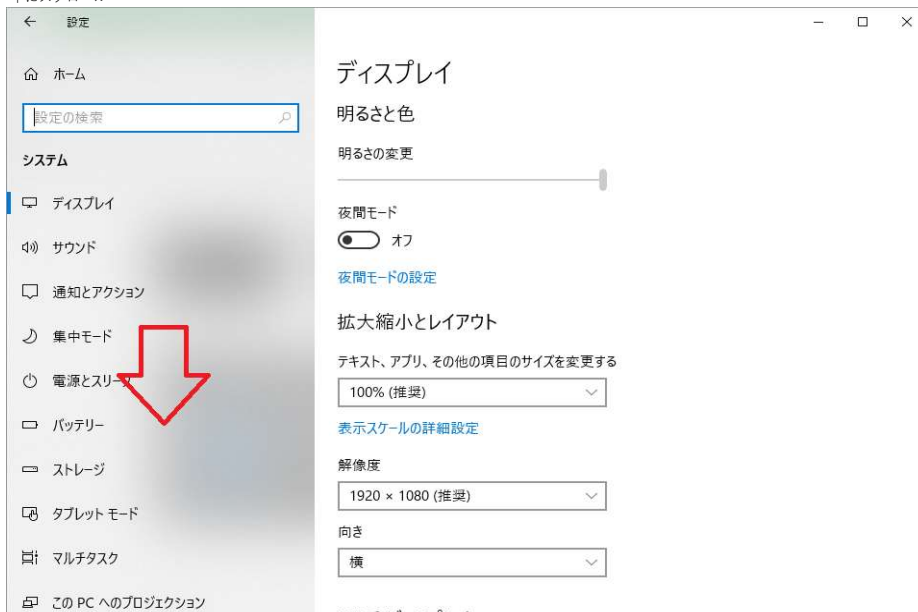 設定
ホーム
設定の検索
システム
ディスプレイ
サウンド
通知とアクション
集中モード
電源とスリープ
バッテリー
ストレージ
タブレット モード
マルチタスク
この PC へのプロジェクション
ディスプレイ
明るさと色
明るさの変更
夜間モード
オフ
夜間モードの設定
拡大縮小とレイアウト
テキスト、アプリ、その他の項目のサイズを変更する
100% (推奨)
表示スケールの詳細設定
解像度
1920 × 1080 (推奨)
向き
横